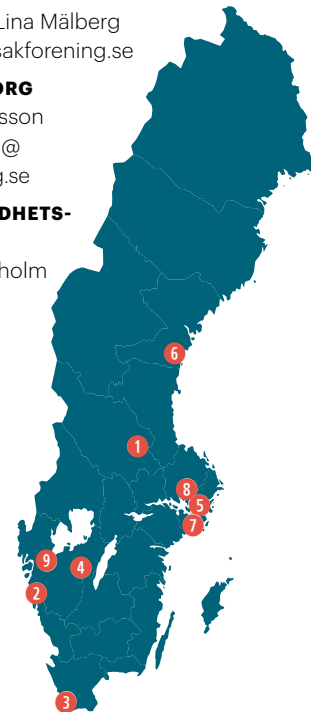 Lina Mälberg
sakforening.se
ORG
sson
@
g.se
DHETS-
holm
6
1
8
5
7
9
4
2
3